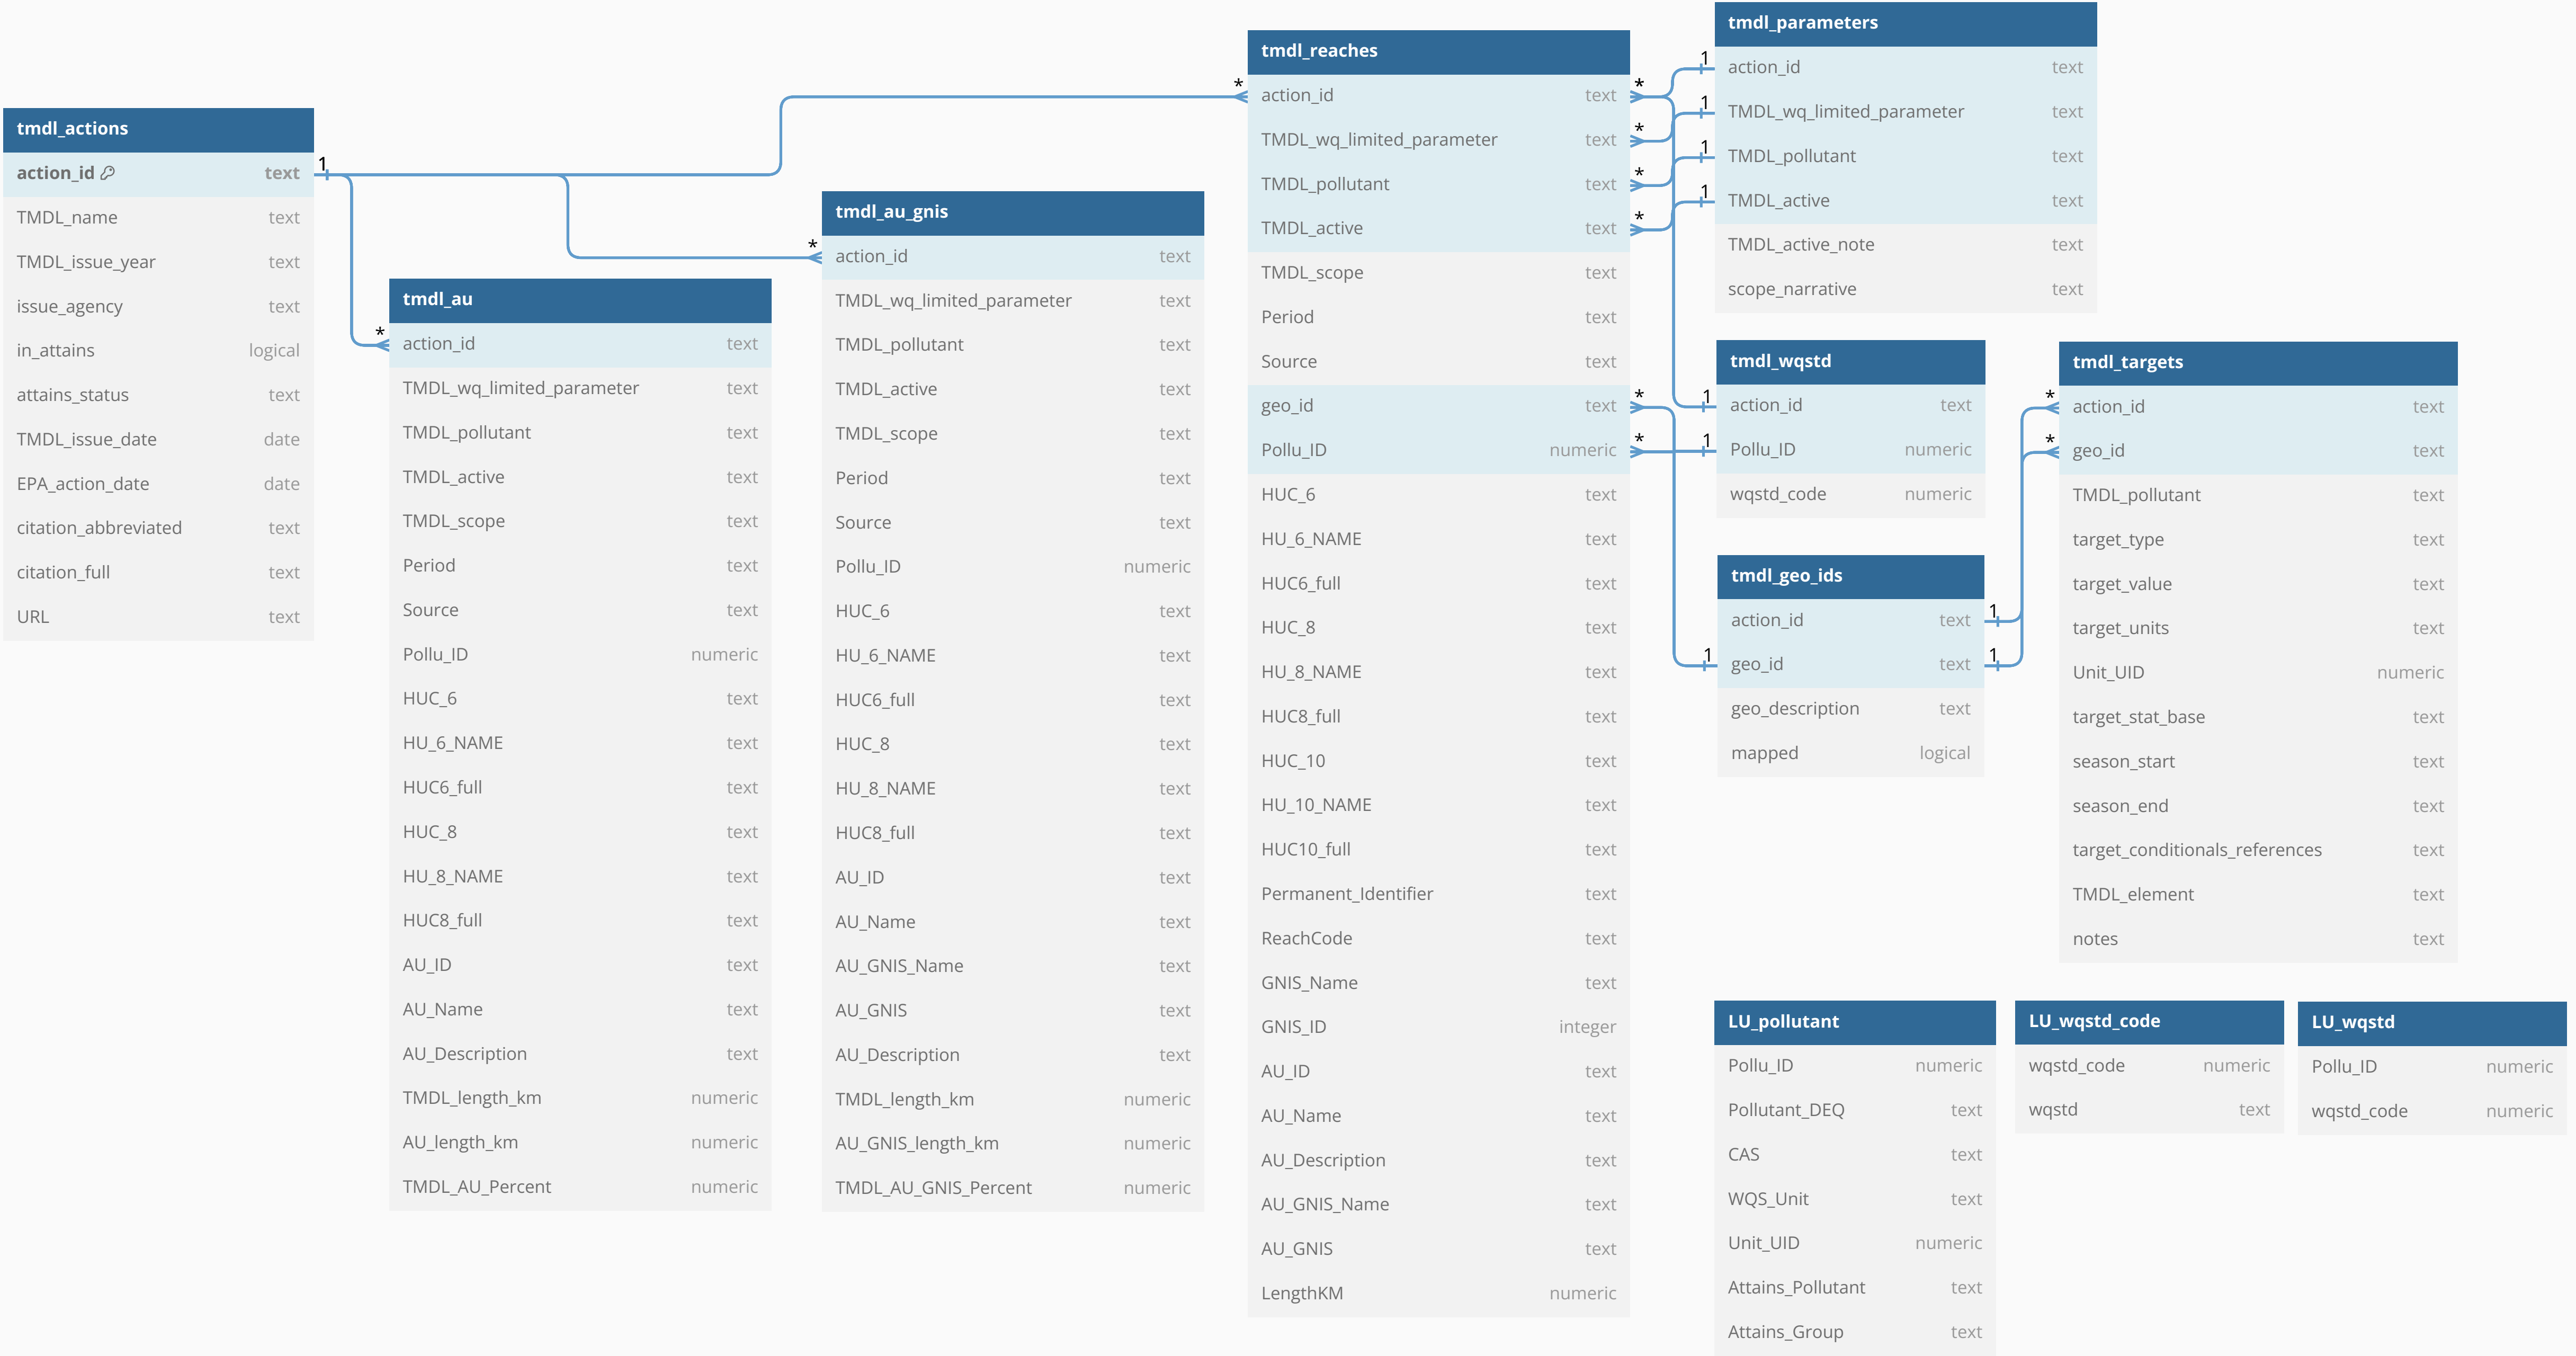 tmdl_actions
action_id text
TMDL_name text
TMDL_issue_year text
issue_agency text
in_attains logical
attains_status text
TMDL_issue_date date
EPA_action_date date
citation_abbreviated text
citation_full text
URL text
1
*
*
*
tmdl_au
action_id text
TMDL_wq_limited_parameter text
TMDL_pollutant text
TMDL_active text
TMDL_scope text
Period text
Source text
Pollu_ID numeric
HUC_6 text
HU_6_NAME text
HUC6_full text
HUC_8 text
HU_8_NAME text
HUC8_full text
AU_ID text
AU_Name text
AU_Description text
TMDL_length_km numeric
AU_length_km numeric
TMDL_AU_Percent numeric
tmdl_au_gnis
action_id text
TMDL_wq_limited_parameter text
TMDL_pollutant text
TMDL_active text
TMDL_scope text
Period text
Source text
Pollu_ID numeric
HUC_6 text
HU_6_NAME text
HUC6_full text
HUC_8 text
HU_8_NAME text
HUC8_full text
AU_ID text
AU_Name text
AU_GNIS_Name text
AU_GNIS text
AU_Description text
TMDL_length_km numeric
AU_GNIS_length_km numeric
TMDL_AU_GNIS_Percent numeric
tmdl_reaches
action_id text
TMDL_wq_limited_parameter text
TMDL_pollutant text
TMDL_active text
TMDL_scope text
Period text
Source text
geo_id text
Pollu_ID numeric
HUC_6 text
HU_6_NAME text
HUC6_full text
HUC_8 text
HU_8_NAME text
HUC8_full text
HUC_10 text
HU_10_NAME text
HUC10_full text
Permanent_Identifier text
ReachCode text
GNIS_Name text
GNIS_ID integer
AU_ID text
AU_Name text
AU_Description text
AU_GNIS_Name text
AU_GNIS text
LengthKM numeric
* 1
* 1
* 1
* 1
* 1
* 1
1
tmdl_parameters
action_id text
TMDL_wq_limited_parameter text
TMDL_pollutant text
TMDL_active text
TMDL_active_note text
scope_narrative text
tmdl_wqstd
action_id text
Pollu_ID numeric
wqstd_code numeric
tmdl_geo_ids
action_id text
geo_id text
geo_description text
mapped logical
1 *
1 *
tmdl_targets
action_id text
geo_id text
TMDL_pollutant text
target_type text
target_value text
target_units text
Unit_UID numeric
target_stat_base text
season_start text
season_end text
target_conditionals_references text
TMDL_element text
notes text
LU_pollutant
Pollu_ID numeric
Pollutant_DEQ text
CAS text
WQS_Unit text
Unit_UID numeric
Attains_Pollutant text
Attains_Group text
LU_wqstd_code
wqstd_code numeric
wqstd text
LU_wqstd
Pollu_ID numeric
wqstd_code numeric